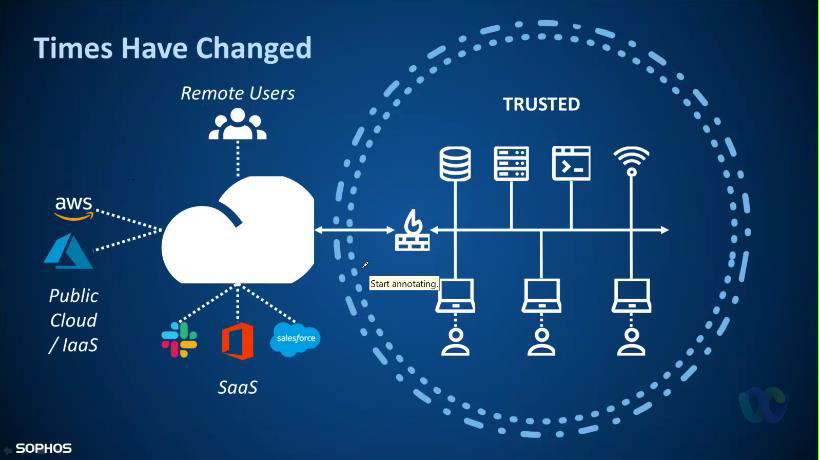 Times Have Changed
Remote Users
TRUSTED
aws
>_
Public
Cloud
/ IaaS
Start annotating.
salesforce
SaaS
SOPHOS